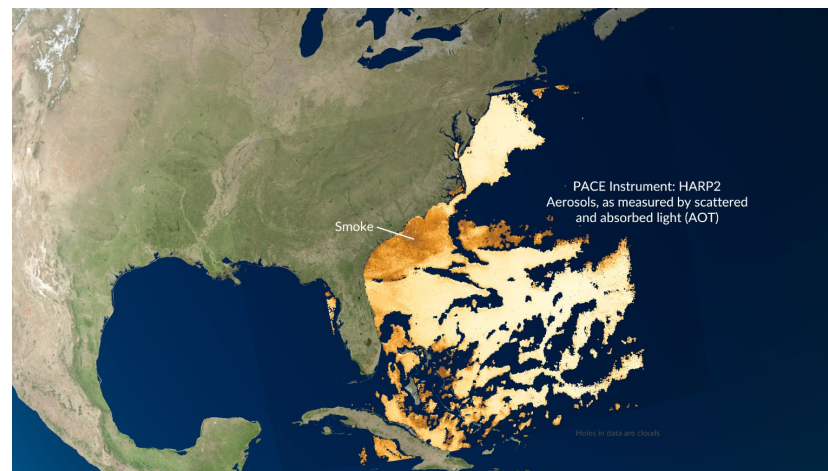 PACE Instrument: HARP2
Aerosols, as measured by scattered
and absorbed light (AOT)
Smoke
Holes in data are clouds